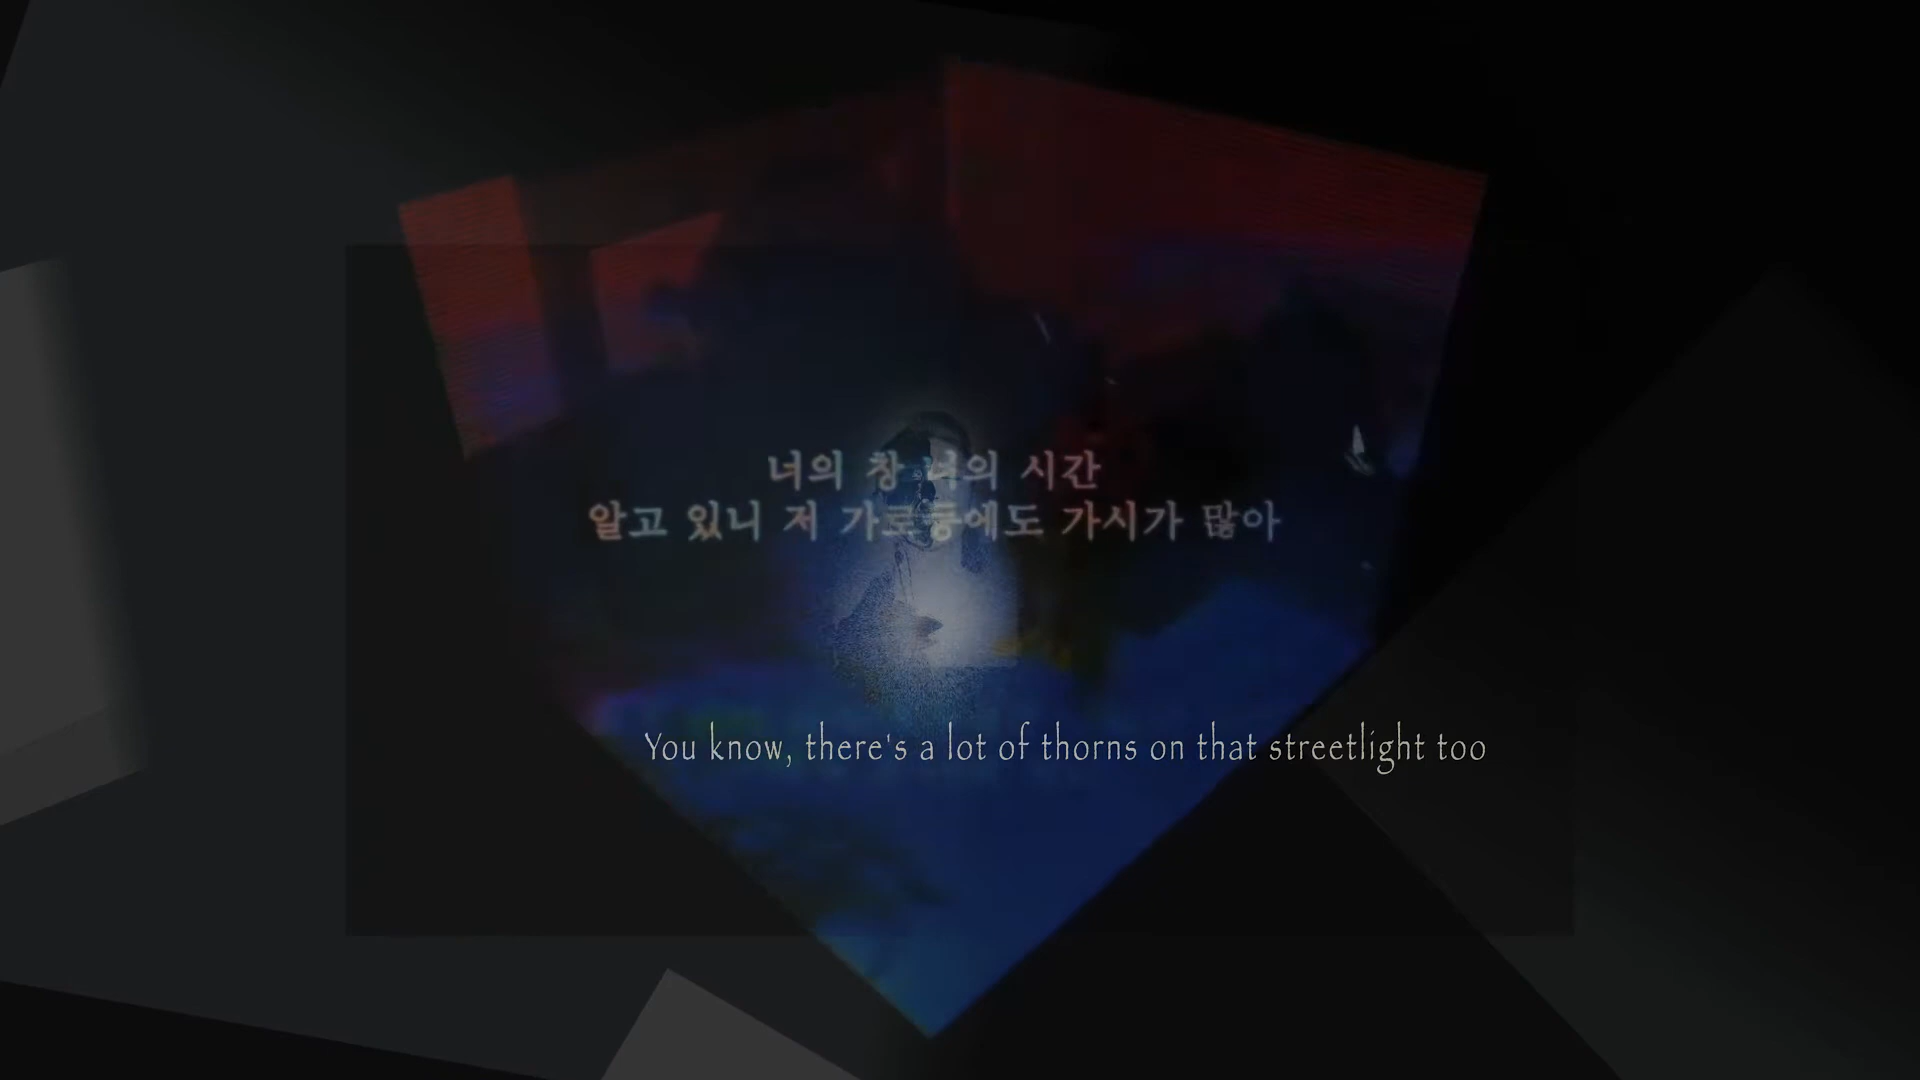 너의 창 너의 시간
알고 있니 저 가로등에도 가시가 많아
You know, there's a lot of thorns on that streetlight too